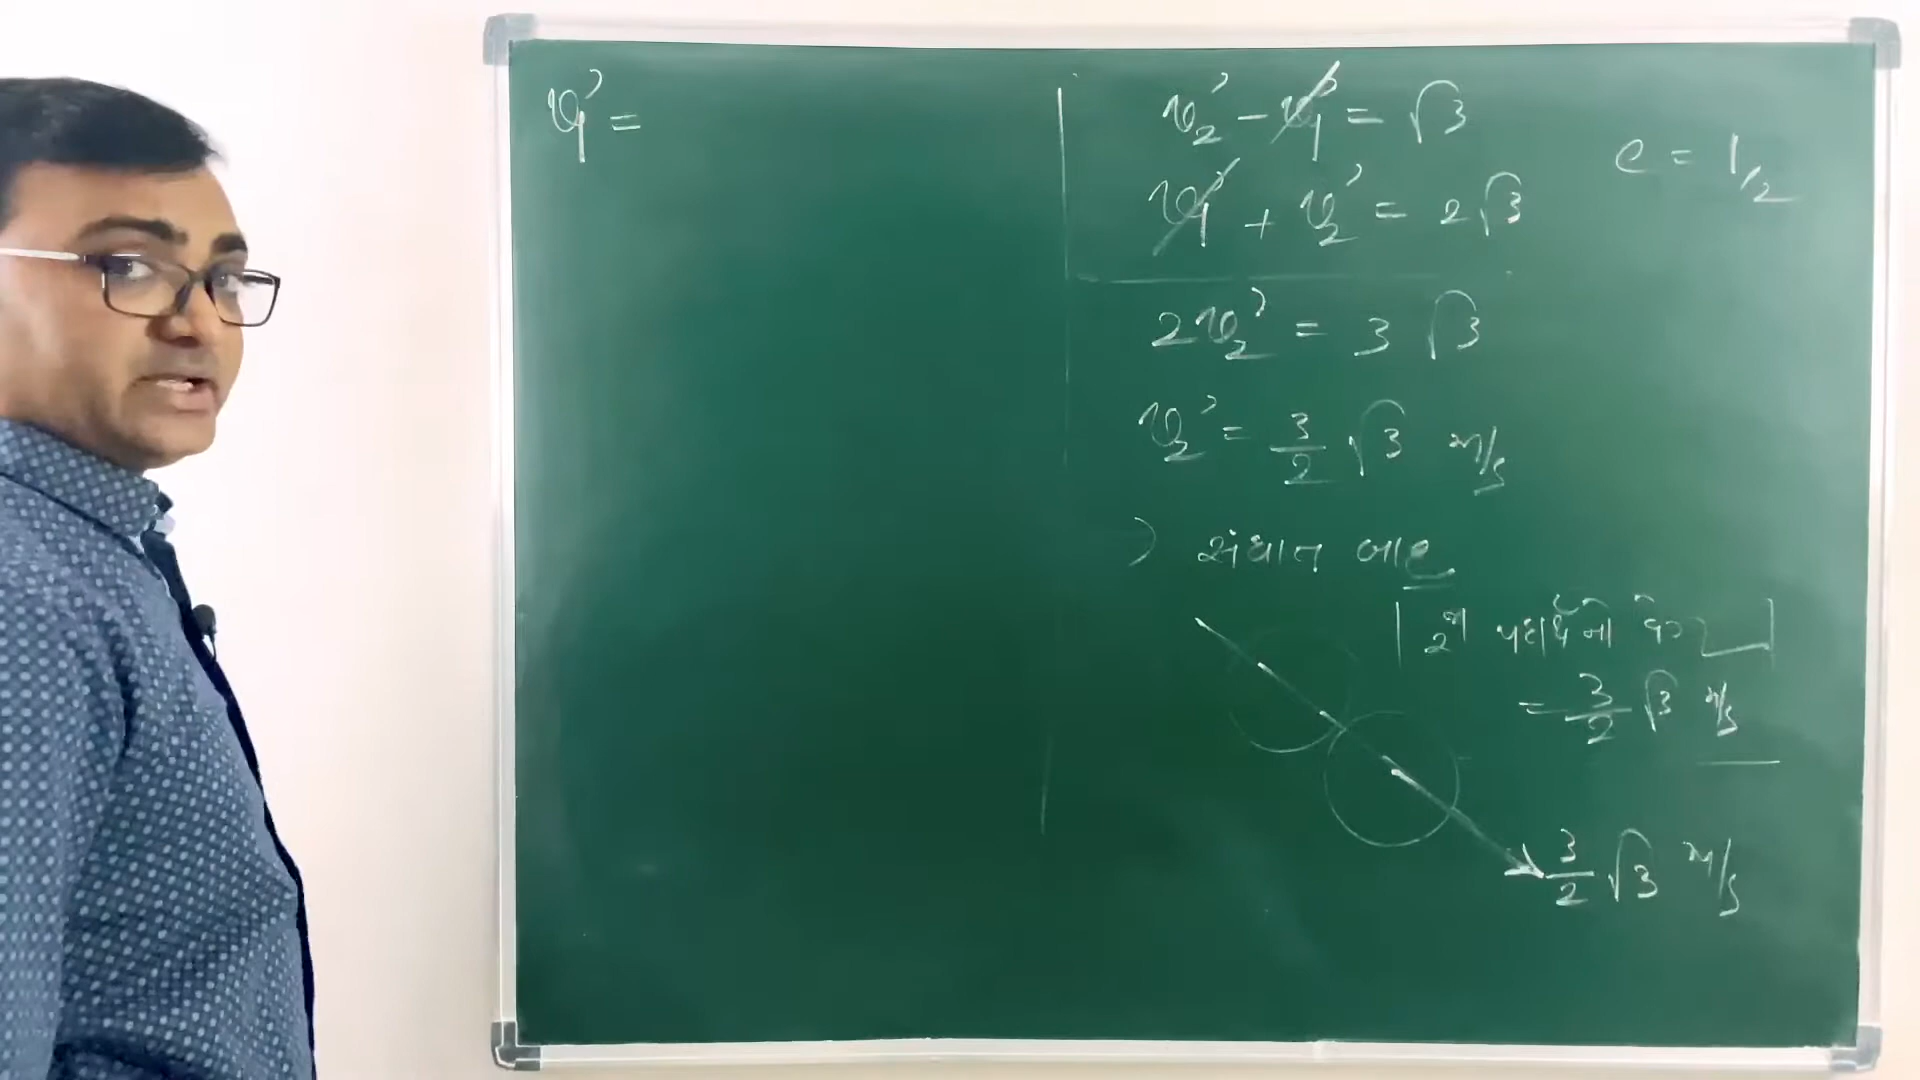 v₁' =
v₂' - v₁' = √3
e = 1/2
v₁' + v₂' = 2√3
2v₂' = 3√3
v₂' = 3/2 √3 m/s
સંઘાત બાદ
પદાર્થનો વેગ
= 3/2 √3 m/s
3/2 √3 m/s